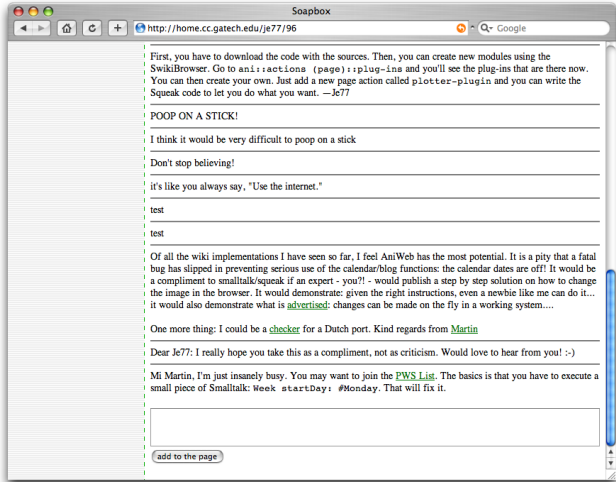 Soapbox
http://home.cc.gatech.edu/je77/96
Google
First, you have to download the code with the sources. Then, you can create new modules using the
SwikiBrowser. Go to ani::actions (page)::plug-ins and you'll see the plug-ins that are there now.
You can then create your own. Just add a new page action called plotter-plugin and you can write the
Squeak code to let you do what you want. —Je77
POOP ON A STICK!
I think it would be very difficult to poop on a stick
Don't stop believing!
it's like you always say, "Use the internet."
test
test
Of all the wiki implementations I have seen so far, I feel AniWeb has the most potential. It is a pity that a fatal
bug has slipped in preventing serious use of the calendar/blog functions: the calendar dates are off! It would be
a compliment to smalltalk/squeak if an expert - you?! - would publish a step by step solution on how to change
the image in the browser. It would demonstrate: given the right instructions, even a newbie like me can do it...
it would also demonstrate what is advertised: changes can be made on the fly in a working system....
One more thing: I could be a checker for a Dutch port. Kind regards from Martin
Dear Je77: I really hope you take this as a compliment, not as criticism. Would love to hear from you! :-)
Mi Martin, I'm just insanely busy. You may want to join the PWS List. The basics is that you have to execute a
small piece of Smalltalk: Week startDay: #Monday. That will fix it.
add to the page